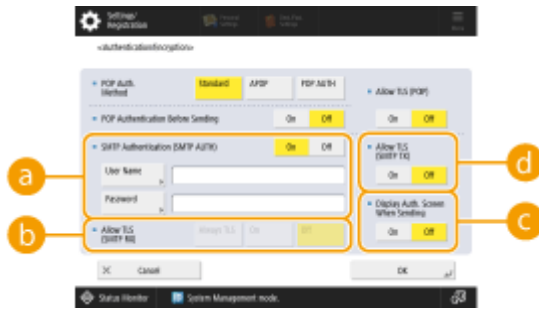 Settings/
Registration
Menu
<Authentication/Encryption>
POP Auth.
Method
Standard
APOP
POP AUTH
Allow TLS (POP)
POP Authentication Before Sending
On
Off
On
Off
SMTP Authentication (SMTP AUTH)
On
Off
Allow TLS
(SMTP TX)
a
User Name
On
Off
d
Password
Display Auth. Screen
When Sending
b
Allow TLS
(SMTP RX)
Always TLS
On
Off
On
Off
c
Cancel
OK
Status Monitor
System Management mode.